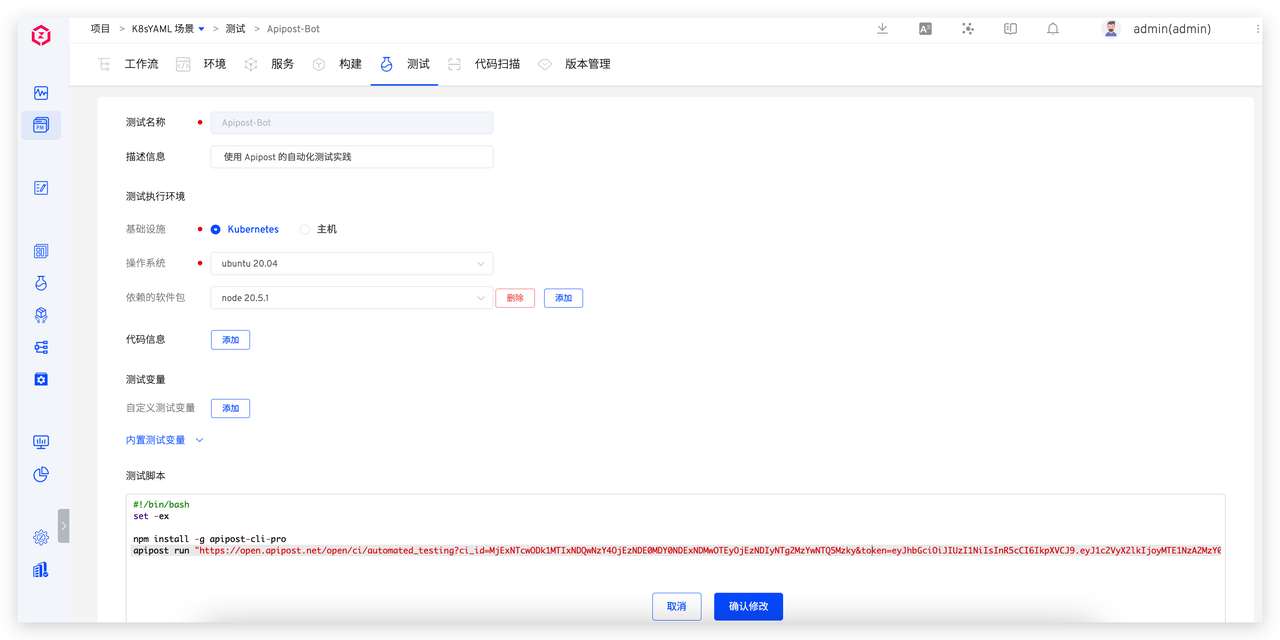 项目 > K8sYAML 场景 > 测试 > Apipost-Bot
admin(admin)
工作流 环境 服务 构建 测试 代码扫描 版本管理
测试名称 Apipost-Bot
描述信息 使用 Apipost 的自动化测试实践
测试执行环境
基础设施 Kubernetes 主机
操作系统 ubuntu 20.04
依赖的软件包 node 20.5.1 删除 添加
代码信息 添加
测试变量
自定义测试变量 添加
内置测试变量
测试脚本
#!/bin/bash
set -ex
npm install -g apipost-cli-pro
apipost run "https://open.apipost.net/open/ci/automated_testing?ci_id=
取消 确认修改